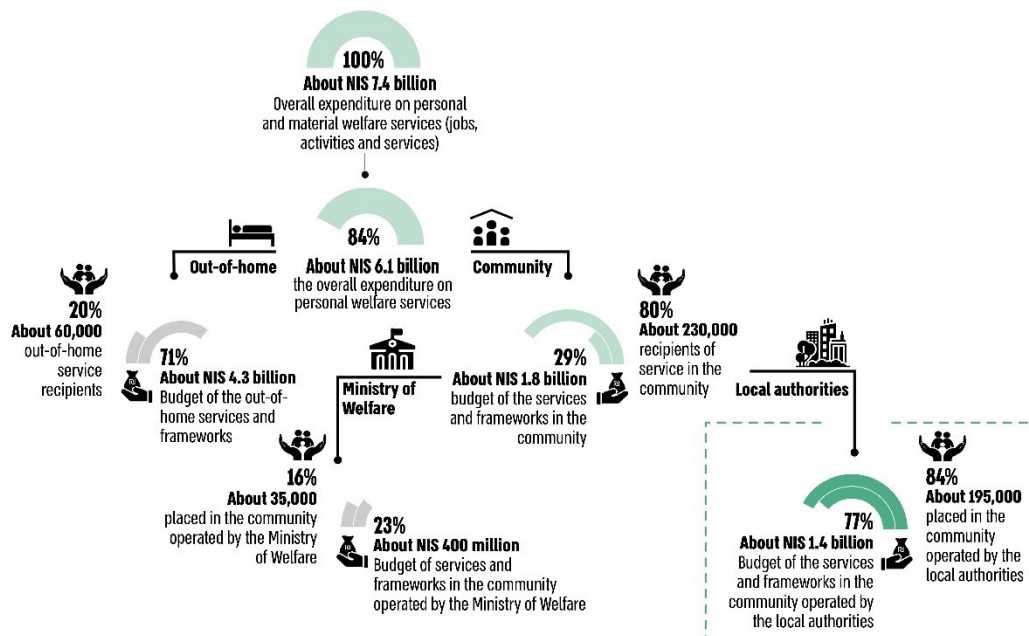 100%
About NIS 7.4 billion
Overall expenditure on personal
and material welfare services (jobs,
activities and services)
84%
About NIS 6.1 billion
the overall expenditure on
personal welfare services
Out-of-home
Community
20%
About 60,000
out-of-home
service
recipients
71%
About NIS 4.3 billion
Budget of the out-of-
home services and
frameworks
Ministry of
Welfare
29%
About NIS 1.8 billion
budget of the services
and frameworks in the
community
80%
About 230,000
recipients of
service in the
community
Local authorities
16%
About 35,000
placed in the community
operated by the Ministry
of Welfare
23%
About NIS 400 million
Budget of services and
frameworks in the community
operated by the Ministry of Welfare
77%
About NIS 1.4 billion
Budget of the services
and frameworks in the
community operated by
the local authorities
84%
About 195,000
placed in the
community
operated by the
local authorities